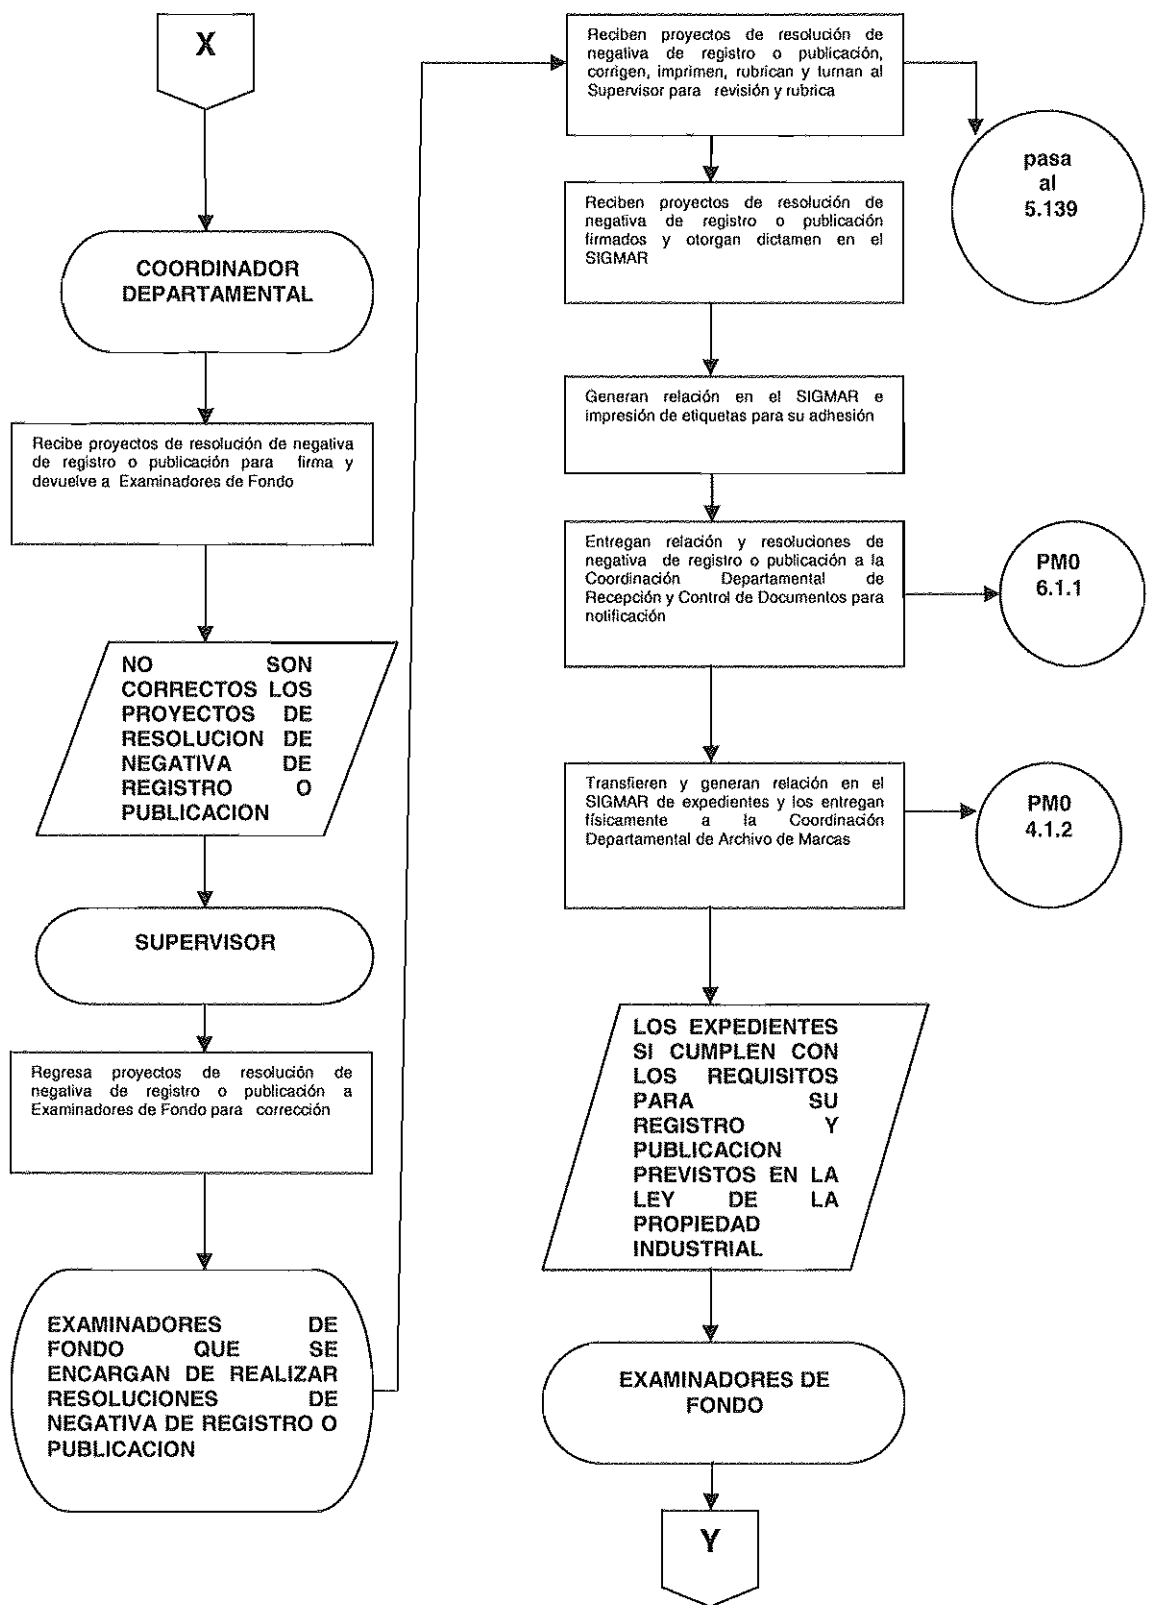 X
COORDINADOR
DEPARTAMENTAL
Recibe proyectos de resolución de negativa
de registro o publicación para firma y
devuelve a Examinadores de Fondo
NO SON
CORRECTOS LOS
PROYECTOS DE
RESOLUCION DE
NEGATIVA DE
REGISTRO O
PUBLICACION
SUPERVISOR
Regresa proyectos de resolución de
negativa de registro o publicación a
Examinadores de Fondo para corrección
EXAMINADORES DE
FONDO QUE SE
ENCARGAN DE REALIZAR
RESOLUCIONES DE
NEGATIVA DE REGISTRO O
PUBLICACION
Reciben proyectos de resolución de
negativa de registro o publicación,
corrigen, imprimen, rubrican y turnan al
Supervisor para revisión y rubrica
pasa
al
5.139
Reciben proyectos de resolución de
negativa de registro o publicación
firmados y otorgan dictamen en el
SIGMAR
Generan relación en el SIGMAR e
impresión de etiquetas para su adhesión
Entregan relación y resoluciones de
negativa de registro o publicación a la
Coordinación Departamental de
Recepción y Control de Documentos para
notificación
PM0
6.1.1
Transfieren y generan relación en el
SIGMAR de expedientes y los entregan
físicamente a la Coordinación
Departamental de Archivo de Marcas
PM0
4.1.2
LOS EXPEDIENTES
SI CUMPLEN CON
LOS REQUISITOS
PARA SU
REGISTRO Y
PUBLICACION
PREVISTOS EN LA
LEY DE LA
PROPIEDAD
INDUSTRIAL
EXAMINADORES DE
FONDO
Y